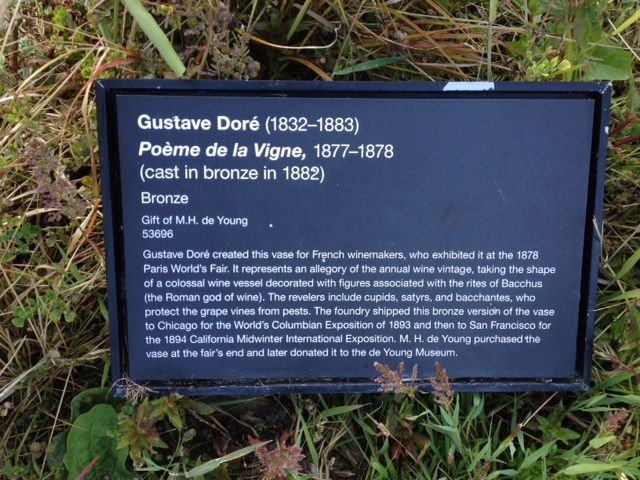 Gustave Doré (1832–1883)
Poème de la Vigne, 1877–1878
(cast in bronze in 1882)
Bronze
Gift of M.H. de Young
53696
Gustave Doré created this vase for French winemakers, who exhibited it at the 1878
Paris World's Fair. It represents an allegory of the annual wine vintage, taking the shape
of a colossal wine vessel decorated with figures associated with the rites of Bacchus
(the Roman god of wine). The revelers include cupids, satyrs, and bacchantes, who
protect the grape vines from pests. The foundry shipped this bronze version of the vase
to Chicago for the World's Columbian Exposition of 1893 and then to San Francisco for
the 1894 California Midwinter International Exposition. M. H. de Young purchased the
vase at the fair's end and later donated it to the de Young Museum.